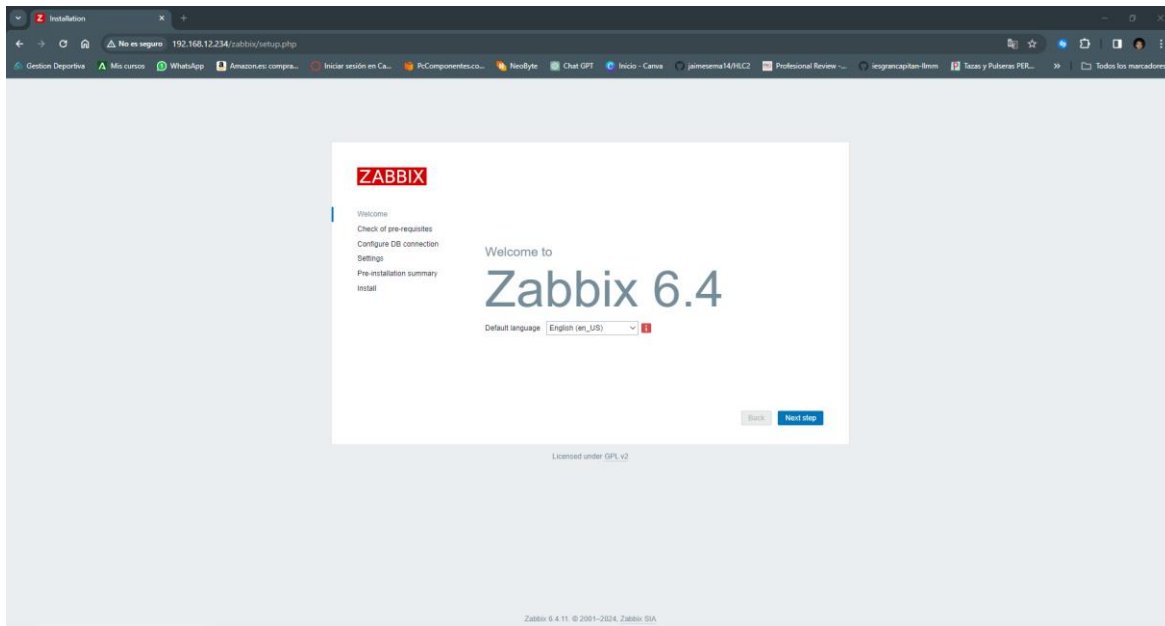 Installation
No es seguro 192.168.12.234/zabbix/setup.php
Gestion Deportiva Mis cursos WhatsApp Amazon.es: compra... Iniciar sesión en Ca... PcComponentes.co... NeoByte Chat GPT Inicio - Canva jaimesema14/HLC2 Profesional Review -... iesgrancapitan-llmm Tazas y Pulseras PER... » Todos los marcadores
ZABBIX
Welcome
Check of pre-requisites
Configure DB connection
Settings
Pre-installation summary
Install
Welcome to
Zabbix 6.4
Default language English (en_US)
Back Next step
Licensed under GPL v2
Zabbix 6.4.11. © 2001–2024, Zabbix SIA